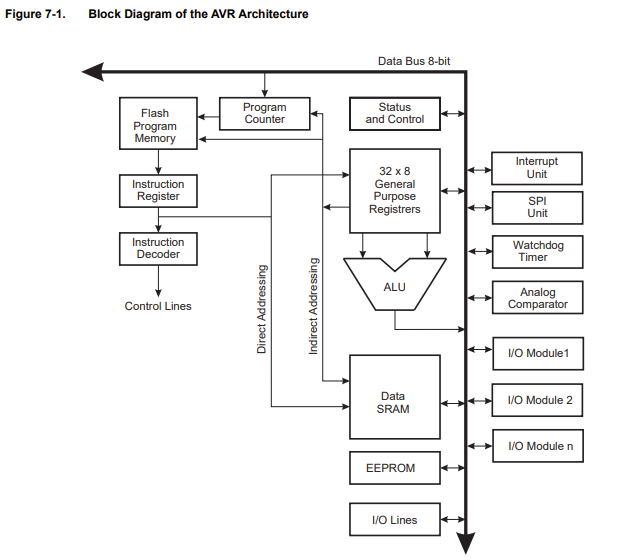 Figure 7-1. Block Diagram of the AVR Architecture
Data Bus 8-bit
Flash
Program
Memory
Program
Counter
Status
and Control
Instruction
Register
32 x 8
General
Purpose
Registrers
Interrupt
Unit
SPI
Unit
Instruction
Decoder
Watchdog
Timer
ALU
Analog
Comparator
Control Lines
Direct Addressing
Indirect Addressing
I/O Module1
Data
SRAM
I/O Module 2
I/O Module n
EEPROM
I/O Lines